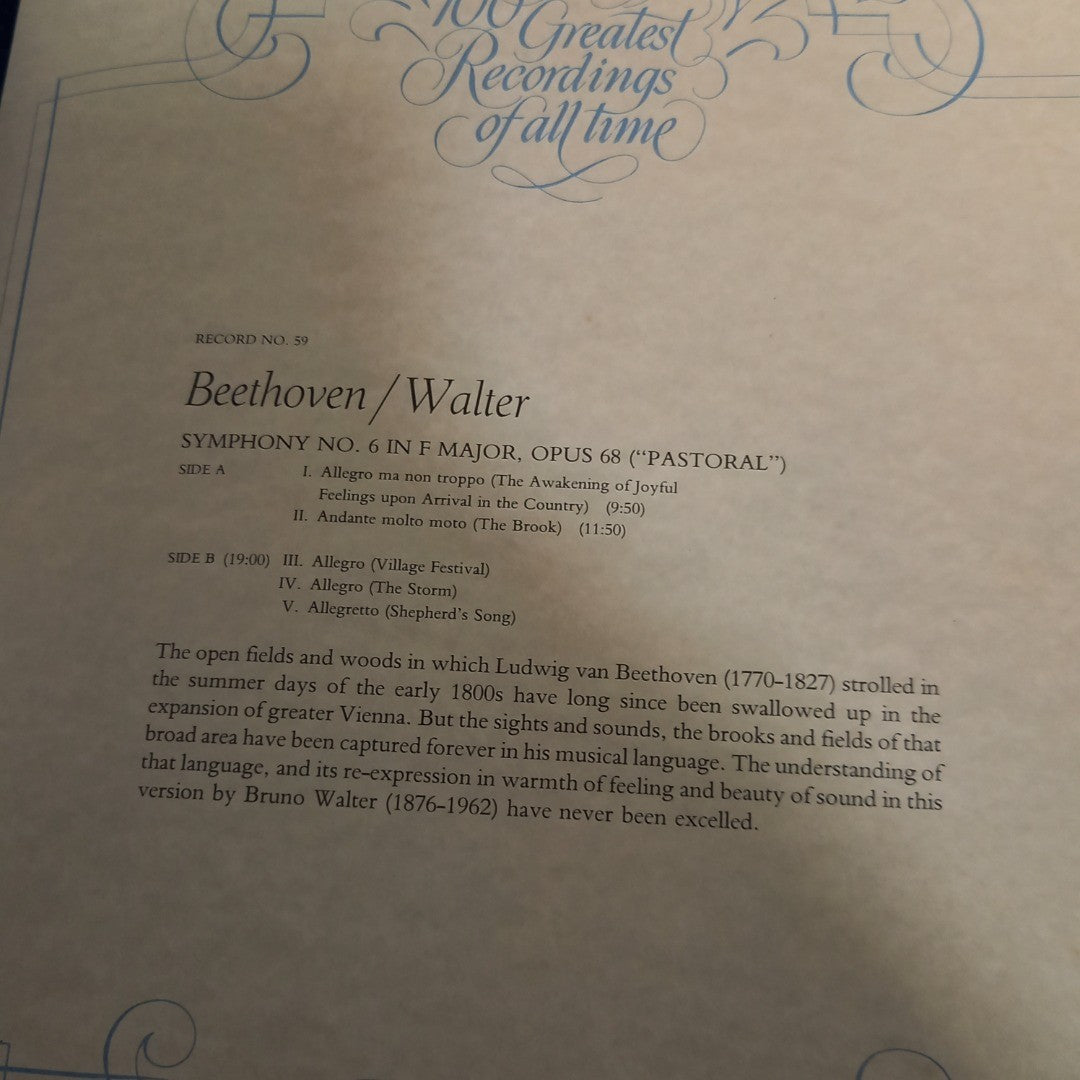 100
Greatest
Recordings
of all time
RECORD NO. 59
Beethoven / Walter
SYMPHONY NO. 6 IN F MAJOR, OPUS 68 (“PASTORAL”)
SIDE A I. Allegro ma non troppo (The Awakening of Joyful
Feelings upon Arrival in the Country) (9:50)
II. Andante molto moto (The Brook) (11:50)
SIDE B (19:00) III. Allegro (Village Festival)
IV. Allegro (The Storm)
V. Allegretto (Shepherd's Song)
The open fields and woods in which Ludwig van Beethoven (1770–1827) strolled in
the summer days of the early 1800s have long since been swallowed up in the
expansion of greater Vienna. But the sights and sounds, the brooks and fields of that
broad area have been captured forever in his musical language. The understanding of
that language, and its re-expression in warmth of feeling and beauty of sound in this
version by Bruno Walter (1876–1962) have never been excelled.